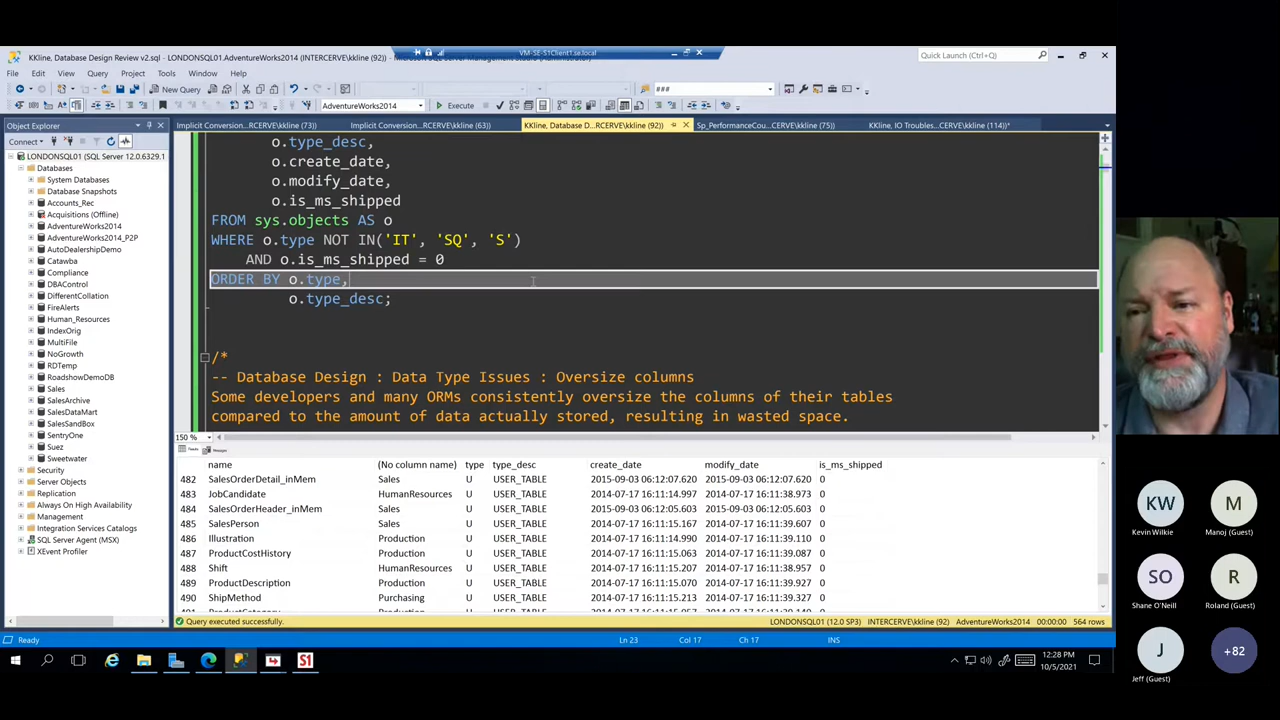 VM-SE-S1Client1.se.local
KKline, Database Design Review v2.sql - LONDONSQL01.AdventureWorks2014 (INTERCERVE\kkline (92)) - Microsoft SQL Server Management Studio (Administrator)
Quick Launch (Ctrl+Q)
File Edit View Query Project Tools Window Help
New Query
###
AdventureWorks2014
Execute
Object Explorer
Implicit Conversion...RCERVE\kkline (73))
Implicit Conversion...RCERVE\kkline (63))
KKline, Database D...RCERVE\kkline (92))
Sp_PerformanceCou...CERVE\kkline (75))
KKline, IO Troubles...CERVE\kkline (114))*
Connect
LONDONSQL01 (SQL Server 12.0.6329.1
Databases
System Databases
Database Snapshots
Accounts_Rec
Acquisitions (Offline)
AdventureWorks2014
AdventureWorks2014_P2P
AutoDealershipDemo
Catawba
Compliance
DBAControl
DifferentCollation
FireAlerts
Human_Resources
IndexOrig
MultiFile
NoGrowth
RDTemp
RoadshowDemoDB
Sales
SalesArchive
SalesDataMart
SalesSandBox
SentryOne
Suez
Sweetwater
Security
Server Objects
Replication
Always On High Availability
Management
Integration Services Catalogs
SQL Server Agent (MSX)
XEvent Profiler
o.type_desc,
o.create_date,
o.modify_date,
o.is_ms_shipped
FROM sys.objects AS o
WHERE o.type NOT IN('IT', 'SQ', 'S')
AND o.is_ms_shipped = 0
ORDER BY o.type,
o.type_desc;
/*
-- Database Design : Data Type Issues : Oversize columns
Some developers and many ORMs consistently oversize the columns of their tables
compared to the amount of data actually stored, resulting in wasted space.
150 %
Results Messages
name (No column name) type type_desc create_date modify_date is_ms_shipped
482 SalesOrderDetail_inMem Sales U USER_TABLE 2015-09-03 06:12:07.620 2015-09-03 06:12:07.620 0
483 JobCandidate HumanResources U USER_TABLE 2014-07-17 16:11:14.997 2014-07-17 16:11:38.973 0
484 SalesOrderHeader_inMem Sales U USER_TABLE 2015-09-03 06:12:05.603 2015-09-03 06:12:05.603 0
485 SalesPerson Sales U USER_TABLE 2014-07-17 16:11:15.167 2014-07-17 16:11:39.607 0
486 Illustration Production U USER_TABLE 2014-07-17 16:11:14.990 2014-07-17 16:11:39.110 0
487 ProductCostHistory Production U USER_TABLE 2014-07-17 16:11:15.063 2014-07-17 16:11:39.087 0
488 Shift HumanResources U USER_TABLE 2014-07-17 16:11:15.207 2014-07-17 16:11:38.957 0
489 ProductDescription Production U USER_TABLE 2014-07-17 16:11:15.070 2014-07-17 16:11:39.927 0
490 ShipMethod Purchasing U USER_TABLE 2014-07-17 16:11:15.213 2014-07-17 16:11:39.927 0
Query executed successfully.
LONDONSQL01 (12.0 SP3) INTERCERVE\kkline (92) AdventureWorks2014 00:00:00 564 rows
Ready Ln 23 Col 17 Ch 17 INS
S1
12:28 PM
10/5/2021
KW
Kevin Wilkie
M
Manoj (Guest)
SO
Shane O'Neill
R
Roland (Guest)
J
Jeff (Guest)
+82